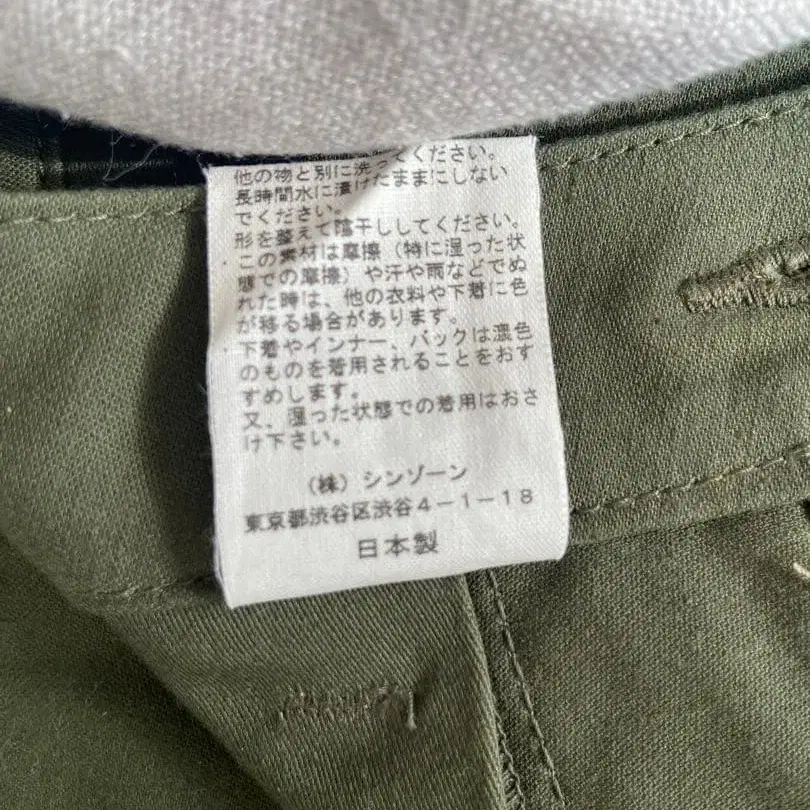 他の物と別に洗ってください。
長時間水に漬けたままにしない
でください。
形を整えて陰干ししてください。
この素材は摩擦（特に湿った状
態での摩擦）や汗や雨などでぬ
れた時は、他の衣料や下着に色
が移る場合があります。
下着やインナー、バックは濃色
のものを着用されることをおす
すめします。
又、湿った状態での着用はおさ
け下さい。
（株）シンゾーン
東京都渋谷区渋谷４－１－１８
日本製